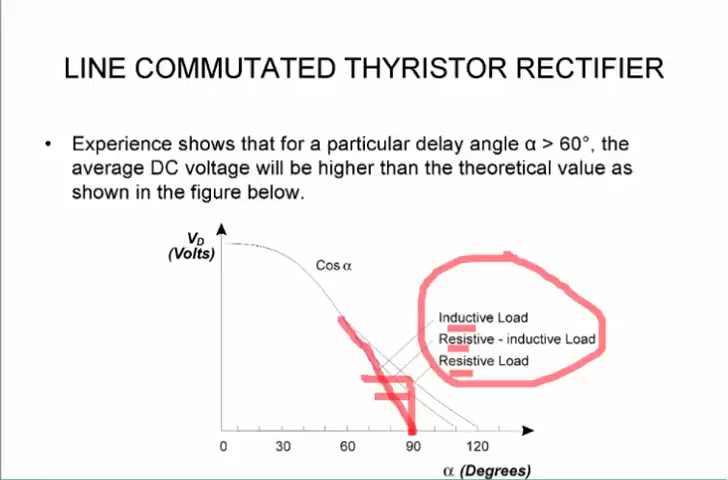 LINE COMMUTATED THYRISTOR RECTIFIER
• Experience shows that for a particular delay angle α > 60°, the
average DC voltage will be higher than the theoretical value as
shown in the figure below.
VD
(Volts)
Cos α
Inductive Load
Resistive - inductive Load
Resistive Load
0 30 60 90 120
α (Degrees)